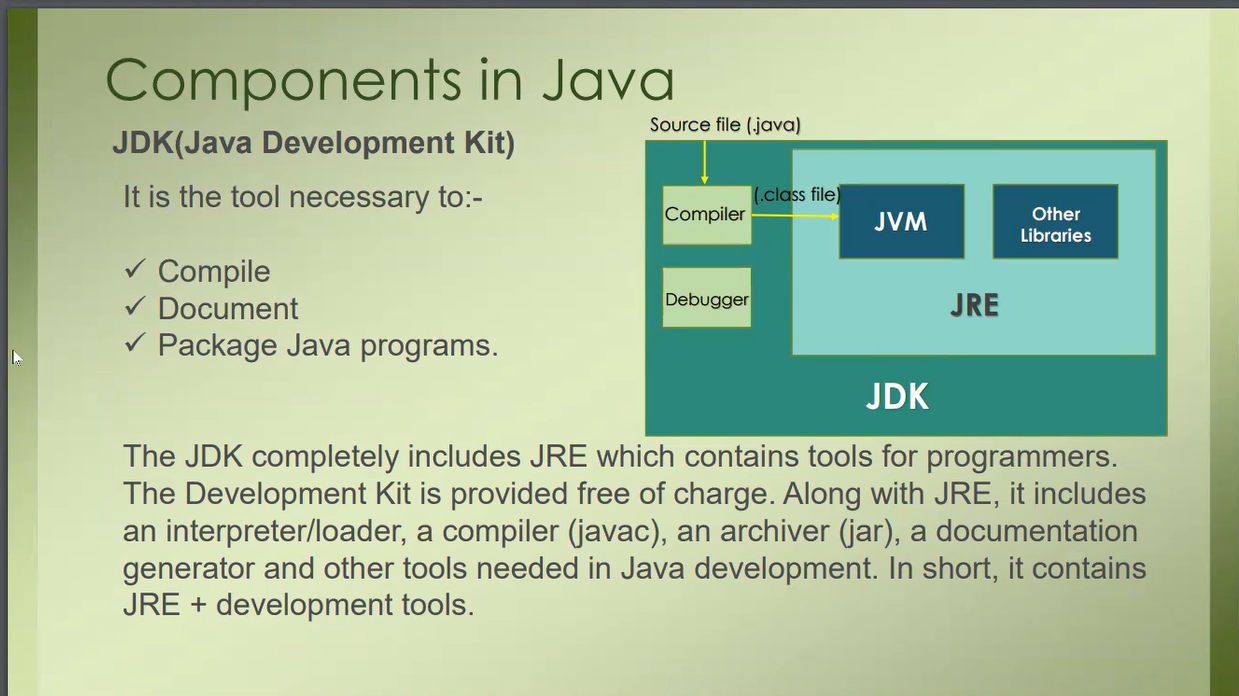 Components in Java
JDK(Java Development Kit)
It is the tool necessary to:-
✓ Compile
✓ Document
✓ Package Java programs.
Source file (.java)
Compiler
(.class file)
JVM
Other
Libraries
Debugger
JRE
JDK
The JDK completely includes JRE which contains tools for programmers.
The Development Kit is provided free of charge. Along with JRE, it includes
an interpreter/loader, a compiler (javac), an archiver (jar), a documentation
generator and other tools needed in Java development. In short, it contains
JRE + development tools.